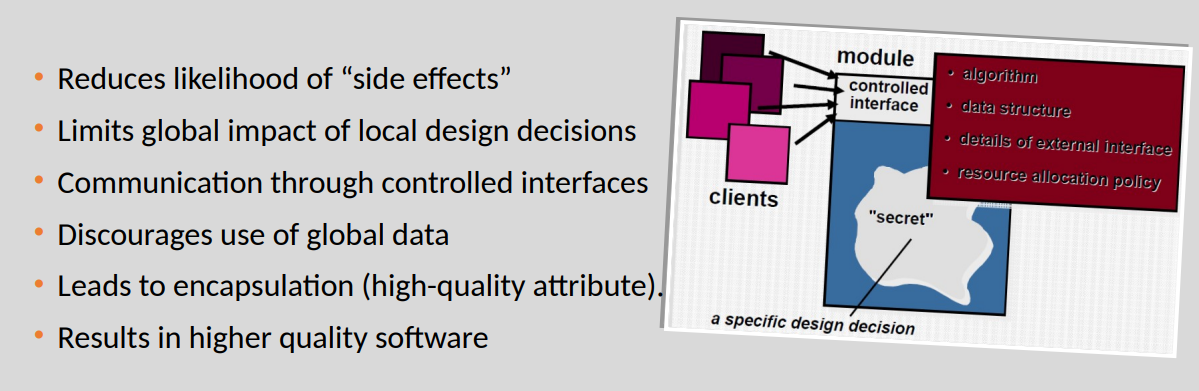 • Reduces likelihood of “side effects”
• Limits global impact of local design decisions
• Communication through controlled interfaces
• Discourages use of global data
• Leads to encapsulation (high-quality attribute).
• Results in higher quality software
module
controlled
interface
• algorithm
• data structure
• details of external interface
• resource allocation policy
clients
"secret"
a specific design decision